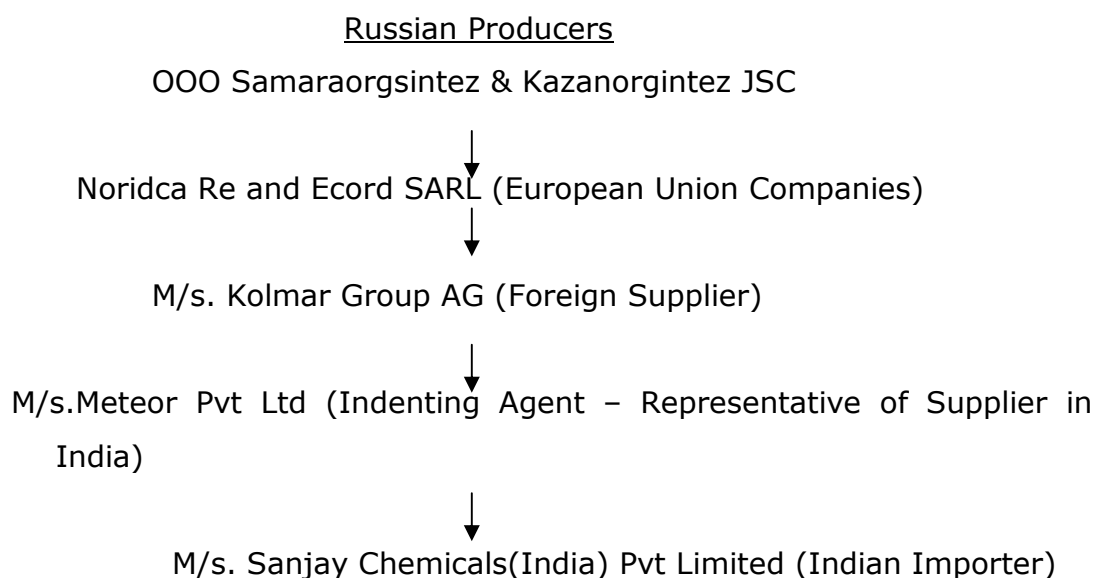 Russian Producers
OOO Samaraorgsintez & Kazanorgintez JSC
Noridca Re and Ecord SARL (European Union Companies)
M/s. Kolmar Group AG (Foreign Supplier)
M/s.Meteor Pvt Ltd (Indenting Agent – Representative of Supplier in
India)
M/s. Sanjay Chemicals(India) Pvt Limited (Indian Importer)